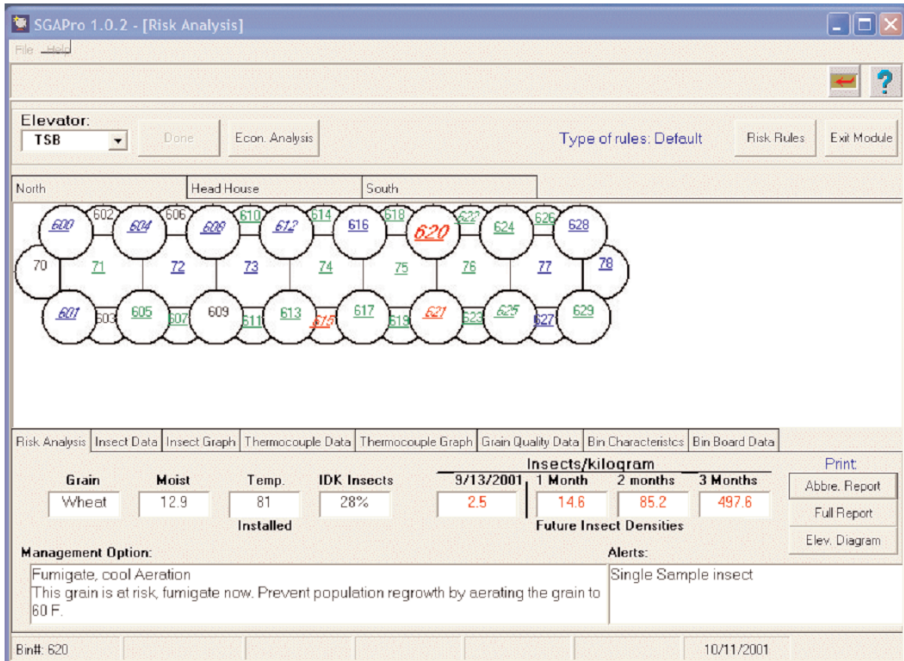 SGAPro 1.0.2 - [Risk Analysis]
File Help
Elevator:
TSB Done Econ. Analysis Type of rules: Default Risk Rules Exit Module
North Head House South
600 602 604 606 608 610 612 614 616 618 620 622 624 626 628
70 71 72 73 74 75 76 77 78
601 603 605 607 609 611 613 615 617 619 621 623 625 627 629
Risk Analysis Insect Data Insect Graph Thermocouple Data Thermocouple Graph Grain Quality Data Bin Characteristcs Bin Board Data
Insects/kilogram Print:
Grain Moist Temp. IDK Insects 9/13/2001 1 Month 2 months 3 Months Abbre. Report
Wheat 12.9 81 28% 2.5 14.6 85.2 497.6 Full Report
Installed Future Insect Densities
Elev. Diagram
Management Option: Alerts:
Fumigate, cool Aeration Single Sample insect
This grain is at risk, fumigate now. Prevent population regrowth by aerating the grain to
60 F.
Bin#: 620 10/11/2001